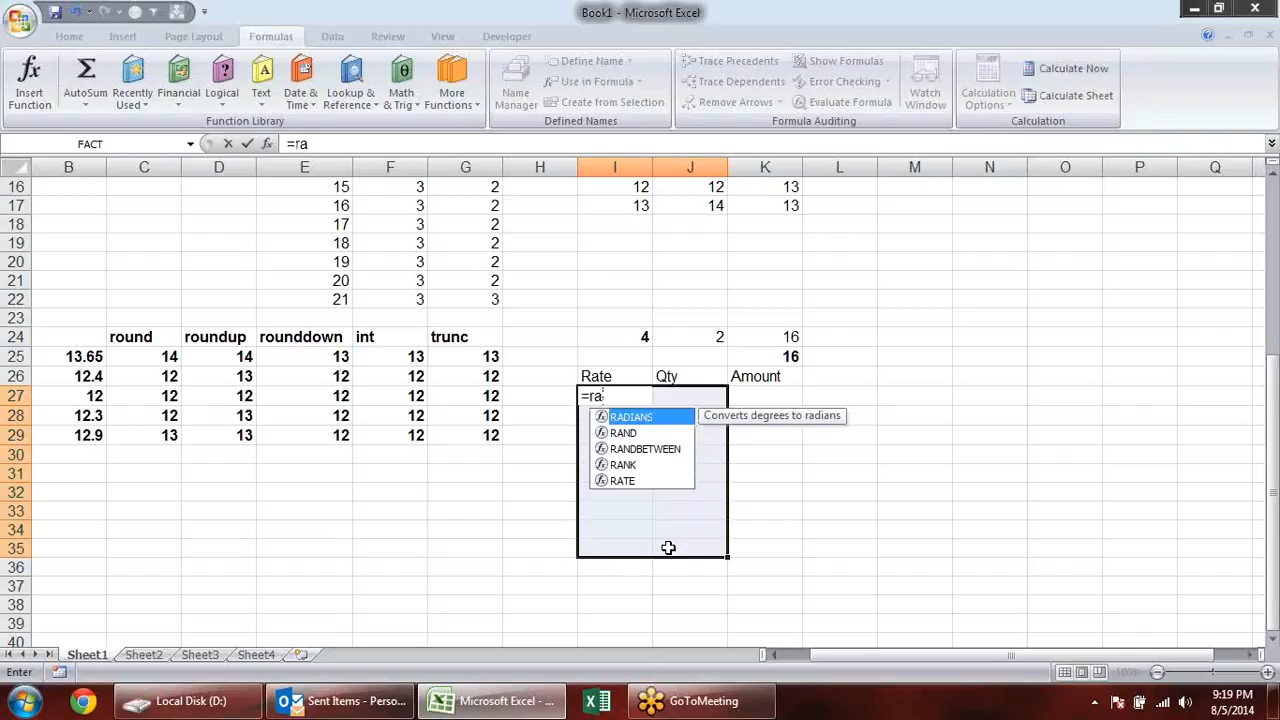 Book1 - Microsoft Excel
Home Insert Page Layout Formulas Data Review View Developer
Insert Function
AutoSum
Recently Used
Financial
Logical
Text
Date & Time
Lookup & Reference
Math & Trig
More Functions
Function Library
Name Manager
Define Name
Use in Formula
Create from Selection
Defined Names
Trace Precedents
Trace Dependents
Remove Arrows
Show Formulas
Error Checking
Evaluate Formula
Formula Auditing
Watch Window
Calculation Options
Calculate Now
Calculate Sheet
Calculation
FACT =ra
B C D E F G H I J K L M N O P Q
16 15 3 2 12 12 13
17 16 3 2 13 14 13
18 17 3 2
19 18 3 2
20 19 3 2
21 20 3 2
22 21 3 3
23
24 round roundup rounddown int trunc 4 2 16
25 13.65 14 14 13 13 13 16
26 12.4 12 13 12 12 12 Rate Qty Amount
27 12 12 12 12 12 12 =ra
28 12.3 12 13 12 12 12
29 12.9 13 13 12 12 12
RADIANS Converts degrees to radians
RAND
RANDBETWEEN
RANK
RATE
30
31
32
33
34
35
36
37
38
39
40
Sheet1 Sheet2 Sheet3 Sheet4
Enter 100%
Local Disk (D:) Sent Items - Perso... Microsoft Excel - ... GoToMeeting
9:19 PM
8/5/2014